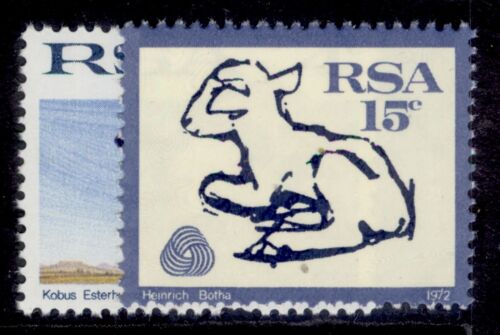 RS
Kobus Esterh
RSA
15c
Heinrich Botha
1972